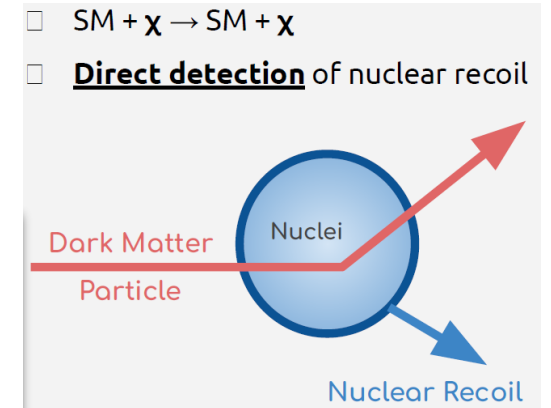 □ SM + χ → SM + χ
□ Direct detection of nuclear recoil
Nuclei
Dark Matter
Particle
Nuclear Recoil